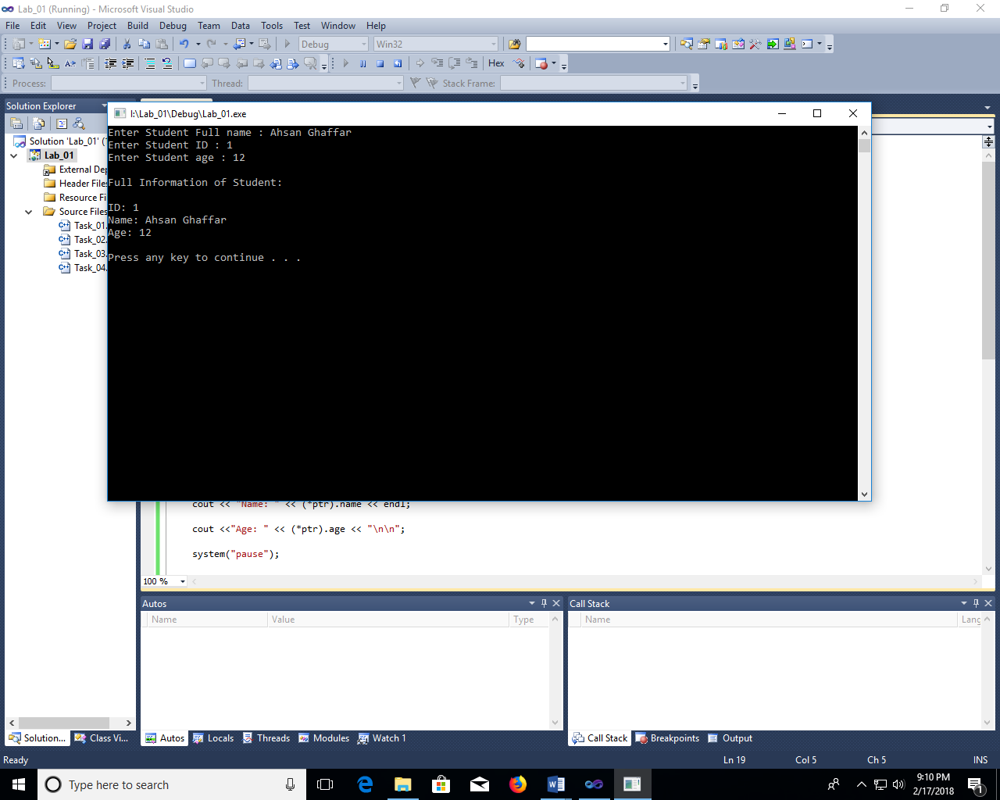 Lab_01 (Running) - Microsoft Visual Studio
File Edit View Project Build Debug Team Data Tools Test Window Help
Debug Win32
Hex
Process: Thread: Stack Frame:
Solution Explorer
Solution 'Lab_01' (
Lab_01
External De
Header File
Resource Fi
Source Files
Task_01.
Task_02.
Task_03.
Task_04.
I:\Lab_01\Debug\Lab_01.exe
Enter Student Full name : Ahsan Ghaffar
Enter Student ID : 1
Enter Student age : 12
Full Information of Student:
ID: 1
Name: Ahsan Ghaffar
Age: 12
Press any key to continue . . .
cout << "Name: " << (*ptr).name << endl;
cout <<"Age: " << (*ptr).age << "\n\n";
system("pause");
100 %
Autos
Name Value Type
Call Stack
Name Lang
Solution... Class Vi...
Autos Locals Threads Modules Watch 1
Call Stack Breakpoints Output
Ready Ln 19 Col 5 Ch 5 INS
Type here to search
9:10 PM
2/17/2018
1